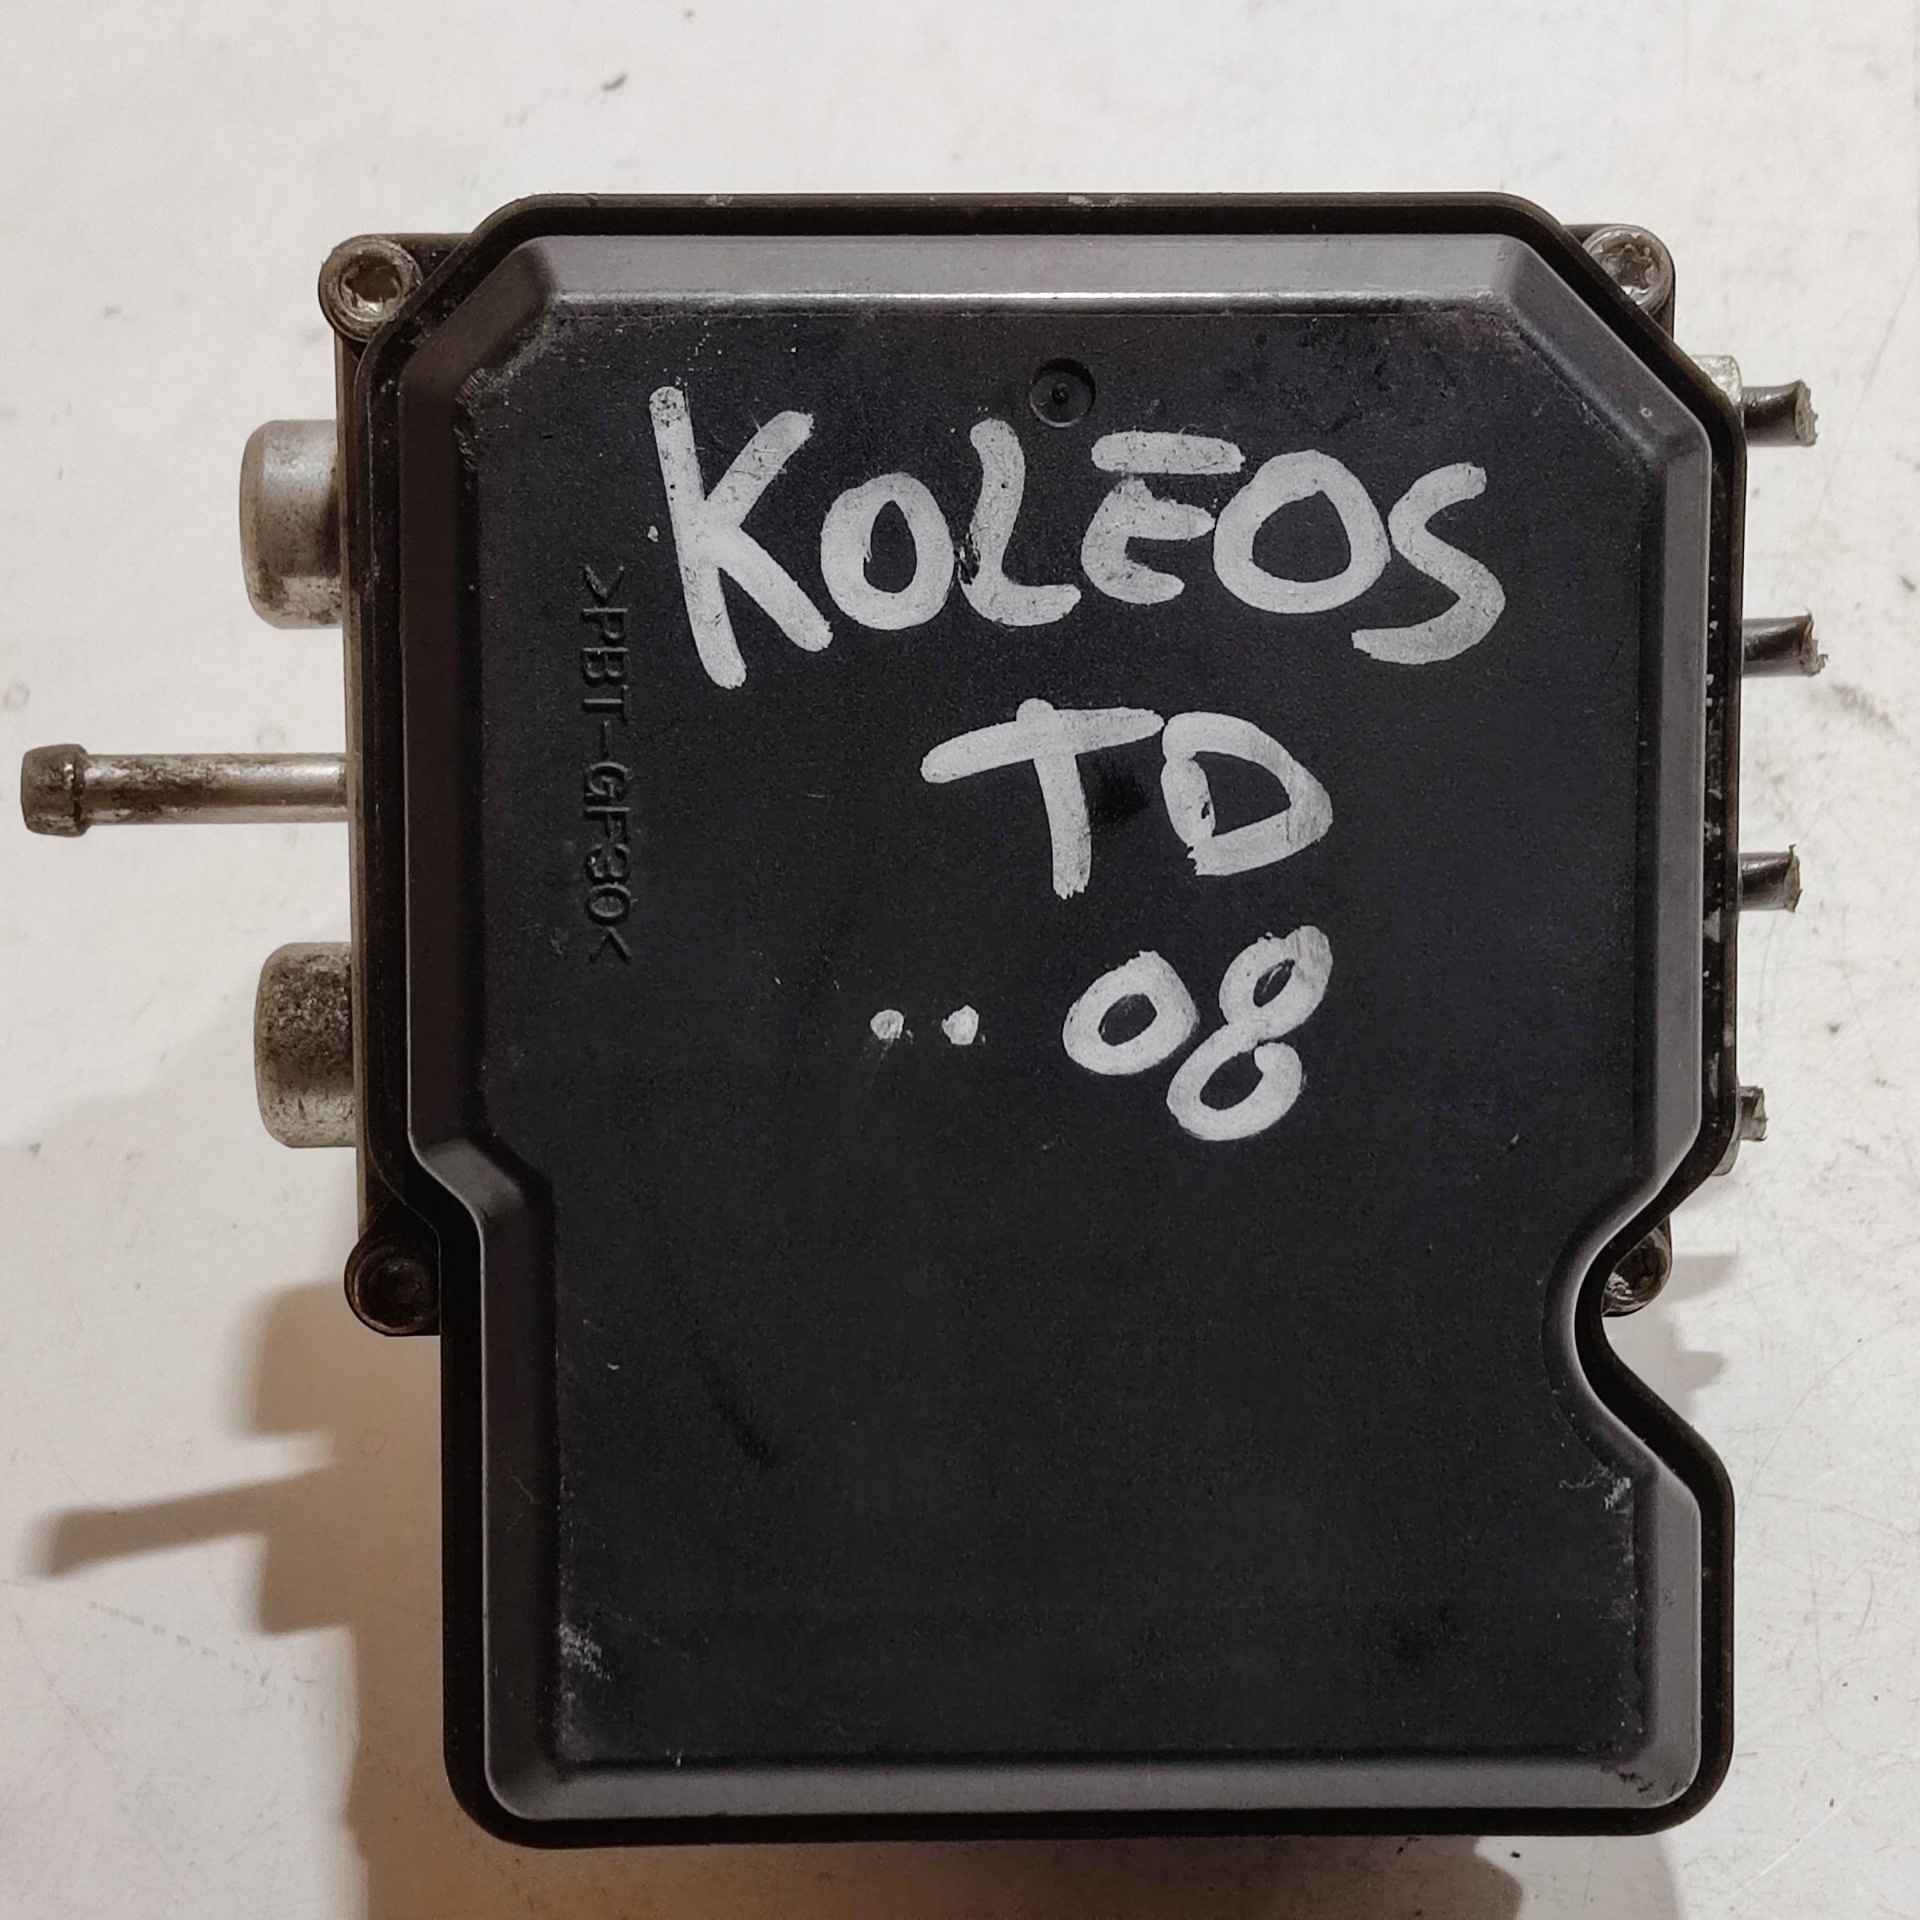 KOLEOS
TD
.. 08
>PBT-GF30<